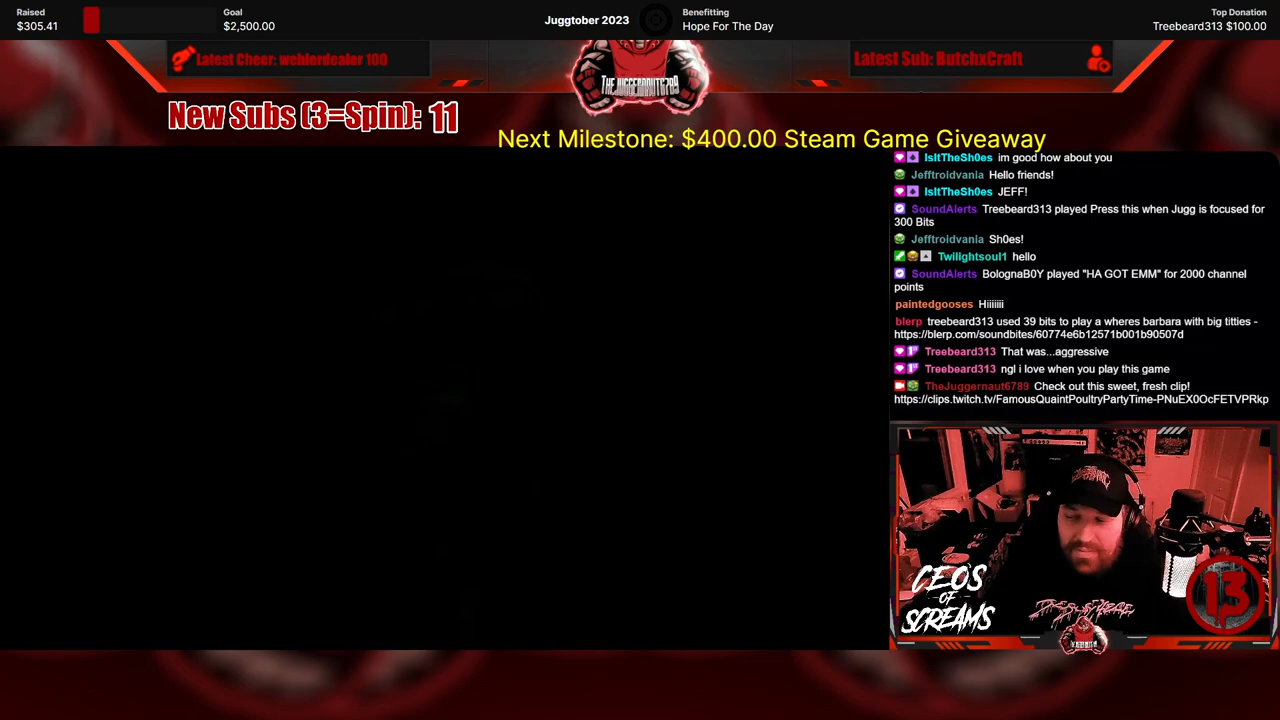 Raised
$305.41
Goal
$2,500.00
Juggtober 2023
Benefitting
Hope For The Day
Top Donation
Treebeard313 $100.00
Latest Cheer: wehlerdealer 100
THEJUGGERNAUT6789
Latest Sub: ButchxCraft
New Subs (3=Spin): 11
Next Milestone: $400.00 Steam Game Giveaway
IsItTheSh0es im good how about you
Jefftroidvania Hello friends!
IsItTheSh0es JEFF!
SoundAlerts Treebeard313 played Press this when Jugg is focused for
300 Bits
Jefftroidvania Sh0es!
Twilightsoul1 hello
SoundAlerts BolognaB0Y played "HA GOT EMM" for 2000 channel
points
paintedgooses Hiiiiiii
blerp treebeard313 used 39 bits to play a wheres barbara with big titties -
https://blerp.com/soundbites/60774e6b12571b001b90507d
Treebeard313 That was...aggressive
Treebeard313 ngl i love when you play this game
TheJuggernaut6789 Check out this sweet, fresh clip!
https://clips.twitch.tv/FamousQuaintPoultryPartyTime-PNuEX0OcFETVPRkp
CEOS
OF
SCREAMS
13